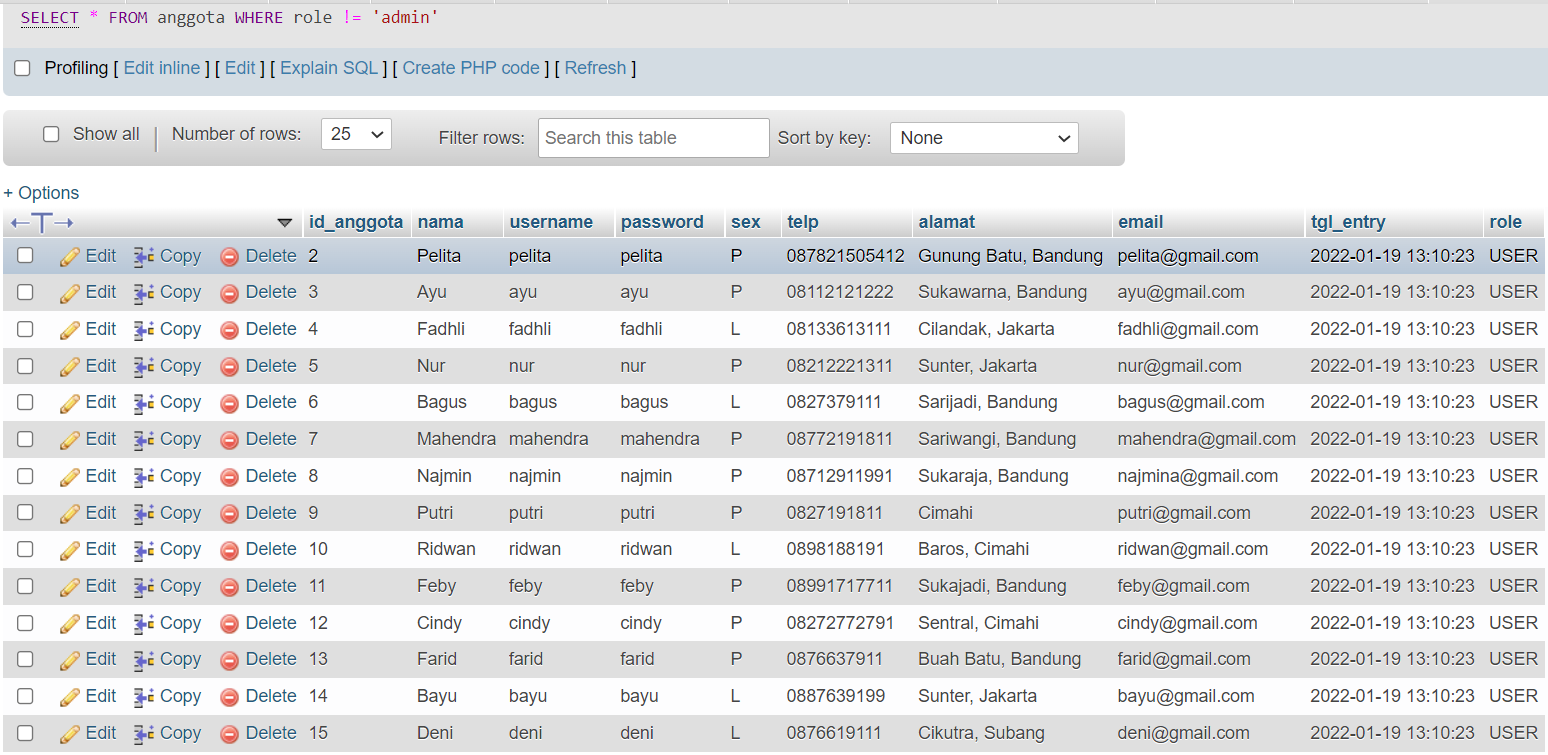 SELECT * FROM anggota WHERE role != 'admin'
Profiling [ Edit inline ] [ Edit ] [ Explain SQL ] [ Create PHP code ] [ Refresh ]
Show all | Number of rows: 25 Filter rows: Search this table Sort by key: None
+ Options
←T→ id_anggota nama username password sex telp alamat email tgl_entry role
Edit Copy Delete 2 Pelita pelita pelita P 087821505412 Gunung Batu, Bandung pelita@gmail.com 2022-01-19 13:10:23 USER
Edit Copy Delete 3 Ayu ayu ayu P 08112121222 Sukawarna, Bandung ayu@gmail.com 2022-01-19 13:10:23 USER
Edit Copy Delete 4 Fadhli fadhli fadhli L 08133613111 Cilandak, Jakarta fadhli@gmail.com 2022-01-19 13:10:23 USER
Edit Copy Delete 5 Nur nur nur P 08212221311 Sunter, Jakarta nur@gmail.com 2022-01-19 13:10:23 USER
Edit Copy Delete 6 Bagus bagus bagus L 0827379111 Sarijadi, Bandung bagus@gmail.com 2022-01-19 13:10:23 USER
Edit Copy Delete 7 Mahendra mahendra mahendra P 08772191811 Sariwangi, Bandung mahendra@gmail.com 2022-01-19 13:10:23 USER
Edit Copy Delete 8 Najmin najmin najmin P 08712911991 Sukaraja, Bandung najmina@gmail.com 2022-01-19 13:10:23 USER
Edit Copy Delete 9 Putri putri putri P 0827191811 Cimahi putri@gmail.com 2022-01-19 13:10:23 USER
Edit Copy Delete 10 Ridwan ridwan ridwan L 0898188191 Baros, Cimahi ridwan@gmail.com 2022-01-19 13:10:23 USER
Edit Copy Delete 11 Feby feby feby P 08991717711 Sukajadi, Bandung feby@gmail.com 2022-01-19 13:10:23 USER
Edit Copy Delete 12 Cindy cindy cindy P 08272772791 Sentral, Cimahi cindy@gmail.com 2022-01-19 13:10:23 USER
Edit Copy Delete 13 Farid farid farid P 0876637911 Buah Batu, Bandung farid@gmail.com 2022-01-19 13:10:23 USER
Edit Copy Delete 14 Bayu bayu bayu L 0887639199 Sunter, Jakarta bayu@gmail.com 2022-01-19 13:10:23 USER
Edit Copy Delete 15 Deni deni deni L 0876619111 Cikutra, Subang deni@gmail.com 2022-01-19 13:10:23 USER